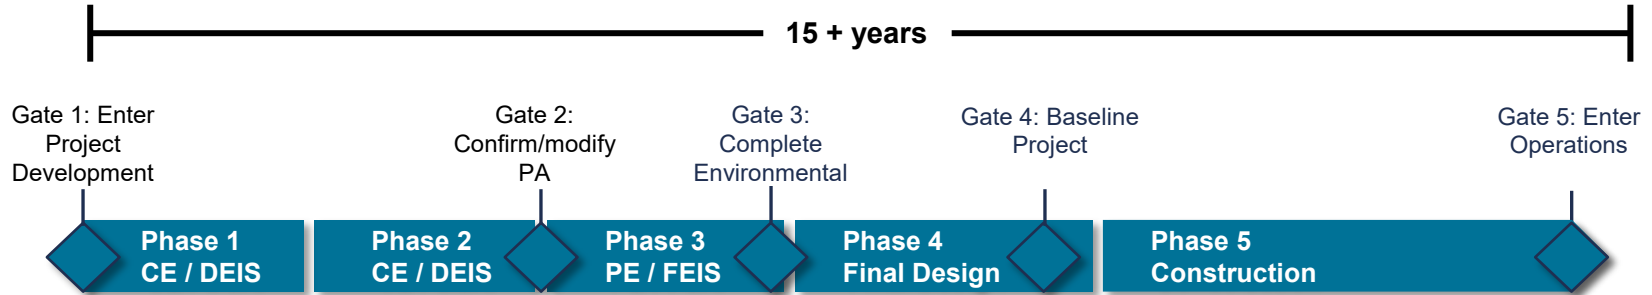 15 + years
Gate 1: Enter
Project
Development
Gate 2:
Confirm/modify
PA
Gate 3:
Complete
Environmental
Gate 4: Baseline
Project
Gate 5: Enter
Operations
Phase 1
CE / DEIS
Phase 2
CE / DEIS
Phase 3
PE / FEIS
Phase 4
Final Design
Phase 5
Construction